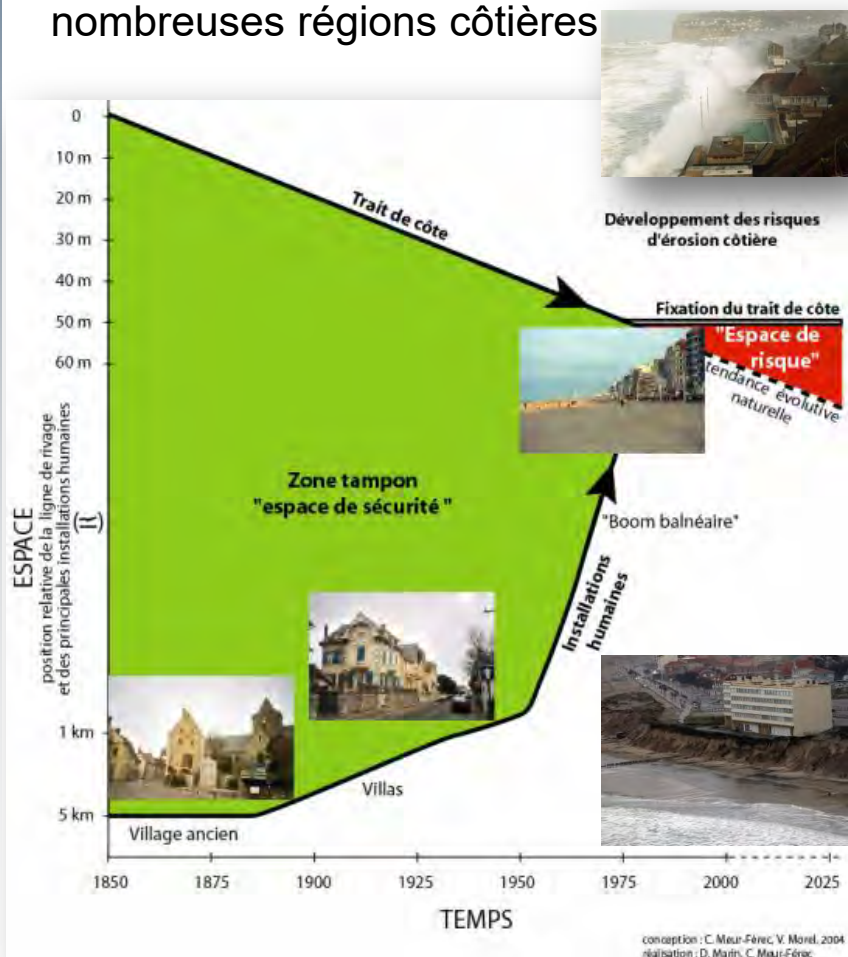 nombreuses régions côtières
0
10 m
20 m
30 m
40 m
50 m
60 m
1 km
5 km
ESPACE
(≈)
position relative de la ligne de rivage
et des principales installations humaines
Trait de côte
Développement des risques
d'érosion côtière
Fixation du trait de côte
"Espace de
risque"
tendance évolutive
naturelle
Zone tampon
"espace de sécurité "
"Boom balnéaire"
Installations
humaines
Villas
Village ancien
1850
1875
1900
1925
1950
1975
2000
2025
TEMPS
conception : C. Meur-Férec, V. Morel, 2004
réalisation : D. Marin, C. Meur-Férec